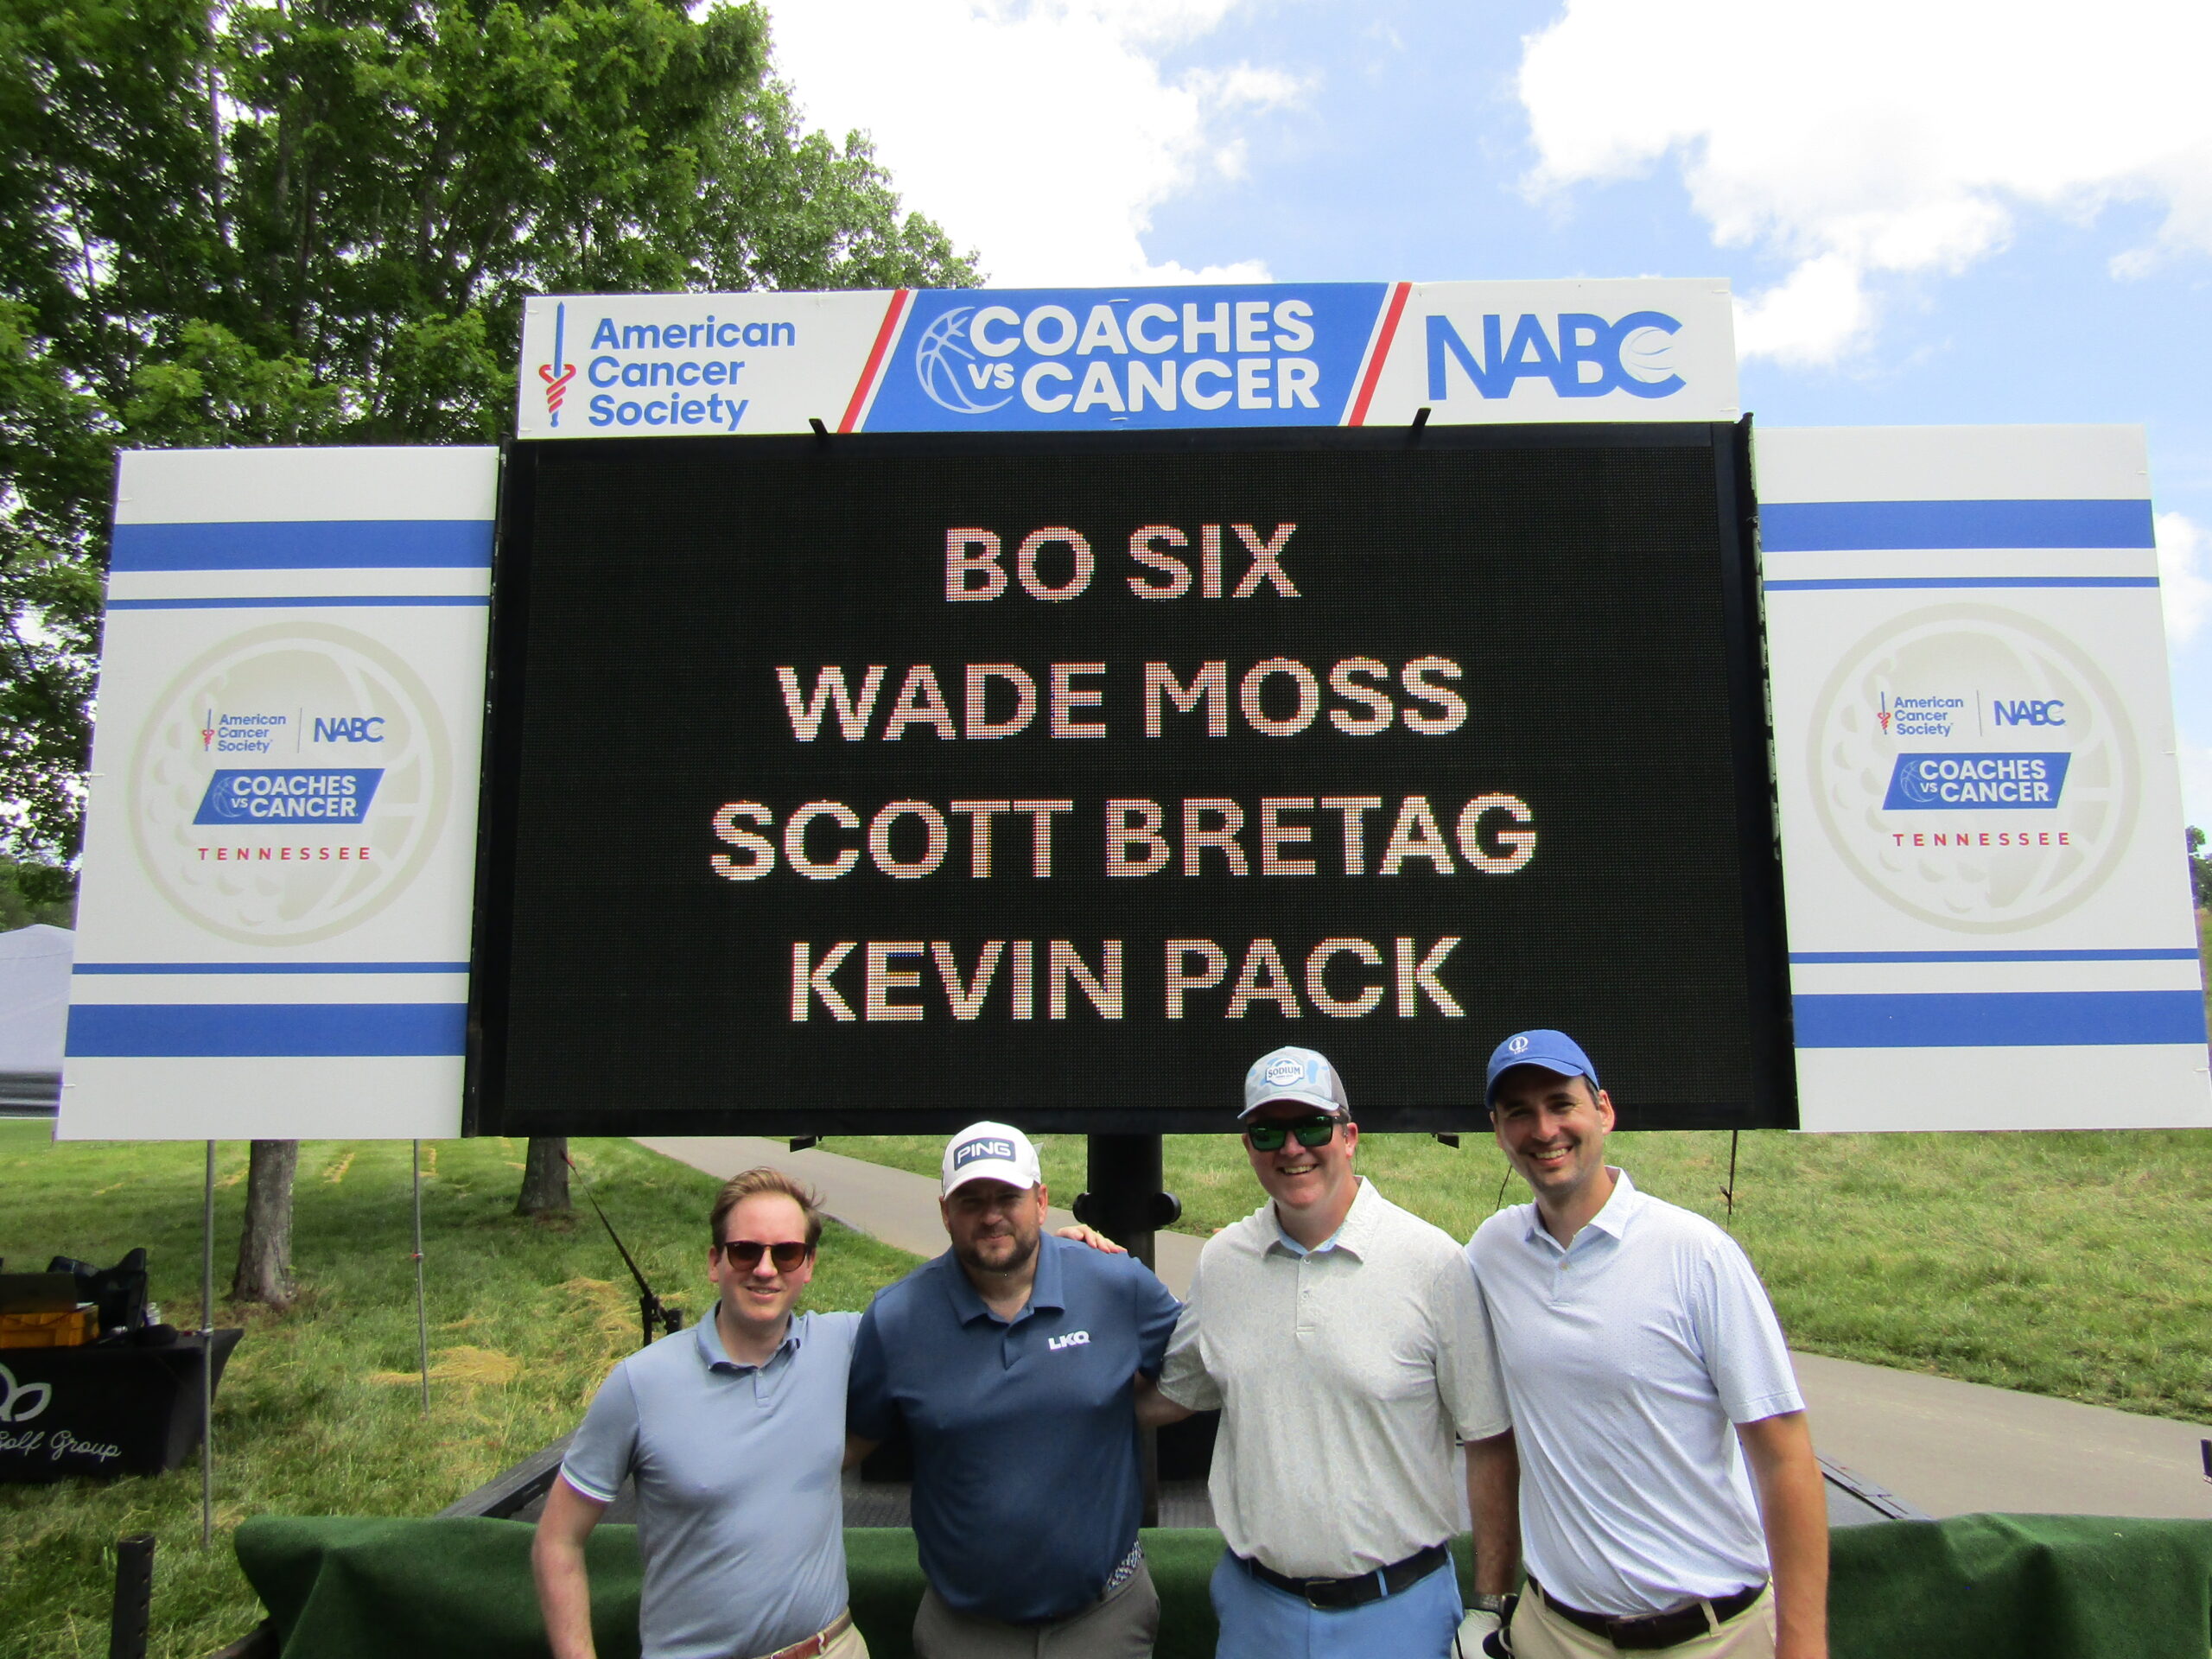 American
Cancer
Society
COACHES
VS CANCER
NABC
BO SIX
WADE MOSS
SCOTT BRETAG
KEVIN PACK
American
Cancer
Society
NABC
COACHES
VS CANCER
TENNESSEE
American
Cancer
Society
NABC
COACHES
VS CANCER
TENNESSEE
PING
SODIUM
LKQ
Golf Group